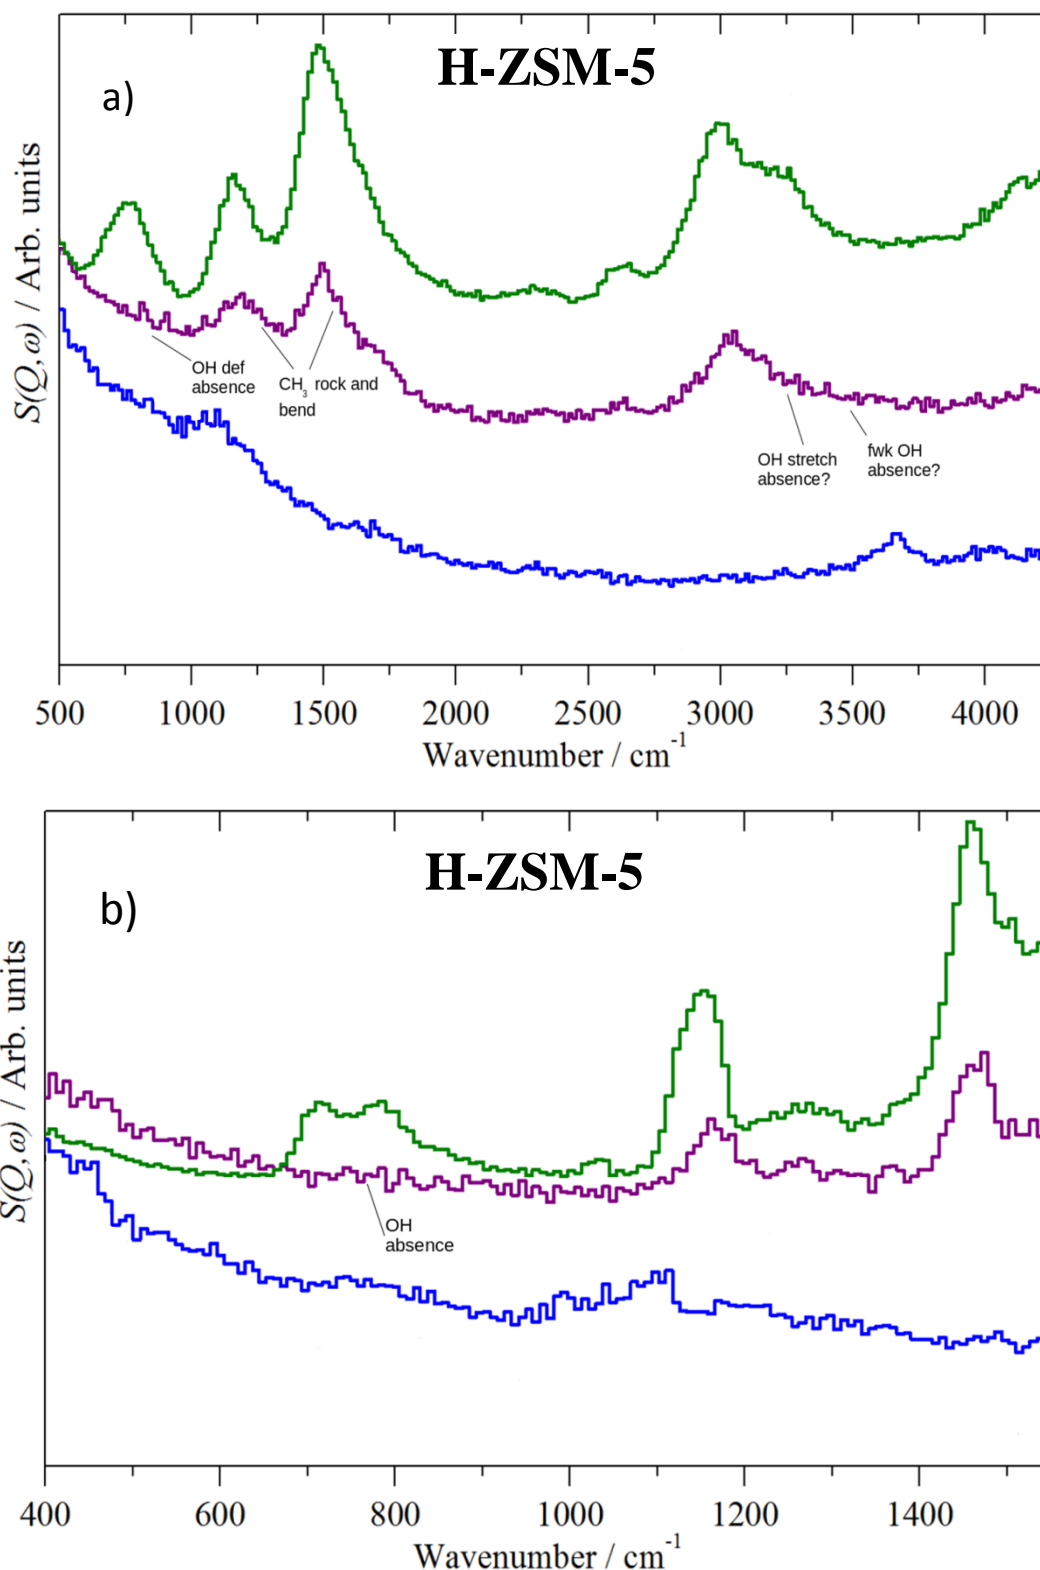 H-ZSM-5
a)
S(Q,ω) / Arb. units
OH def
absence
CH3 rock and
bend
OH stretch
absence?
fwk OH
absence?
500 1000 1500 2000 2500 3000 3500 4000
Wavenumber / cm-1
H-ZSM-5
b)
S(Q,ω) / Arb. units
OH
absence
400 600 800 1000 1200 1400
Wavenumber / cm-1